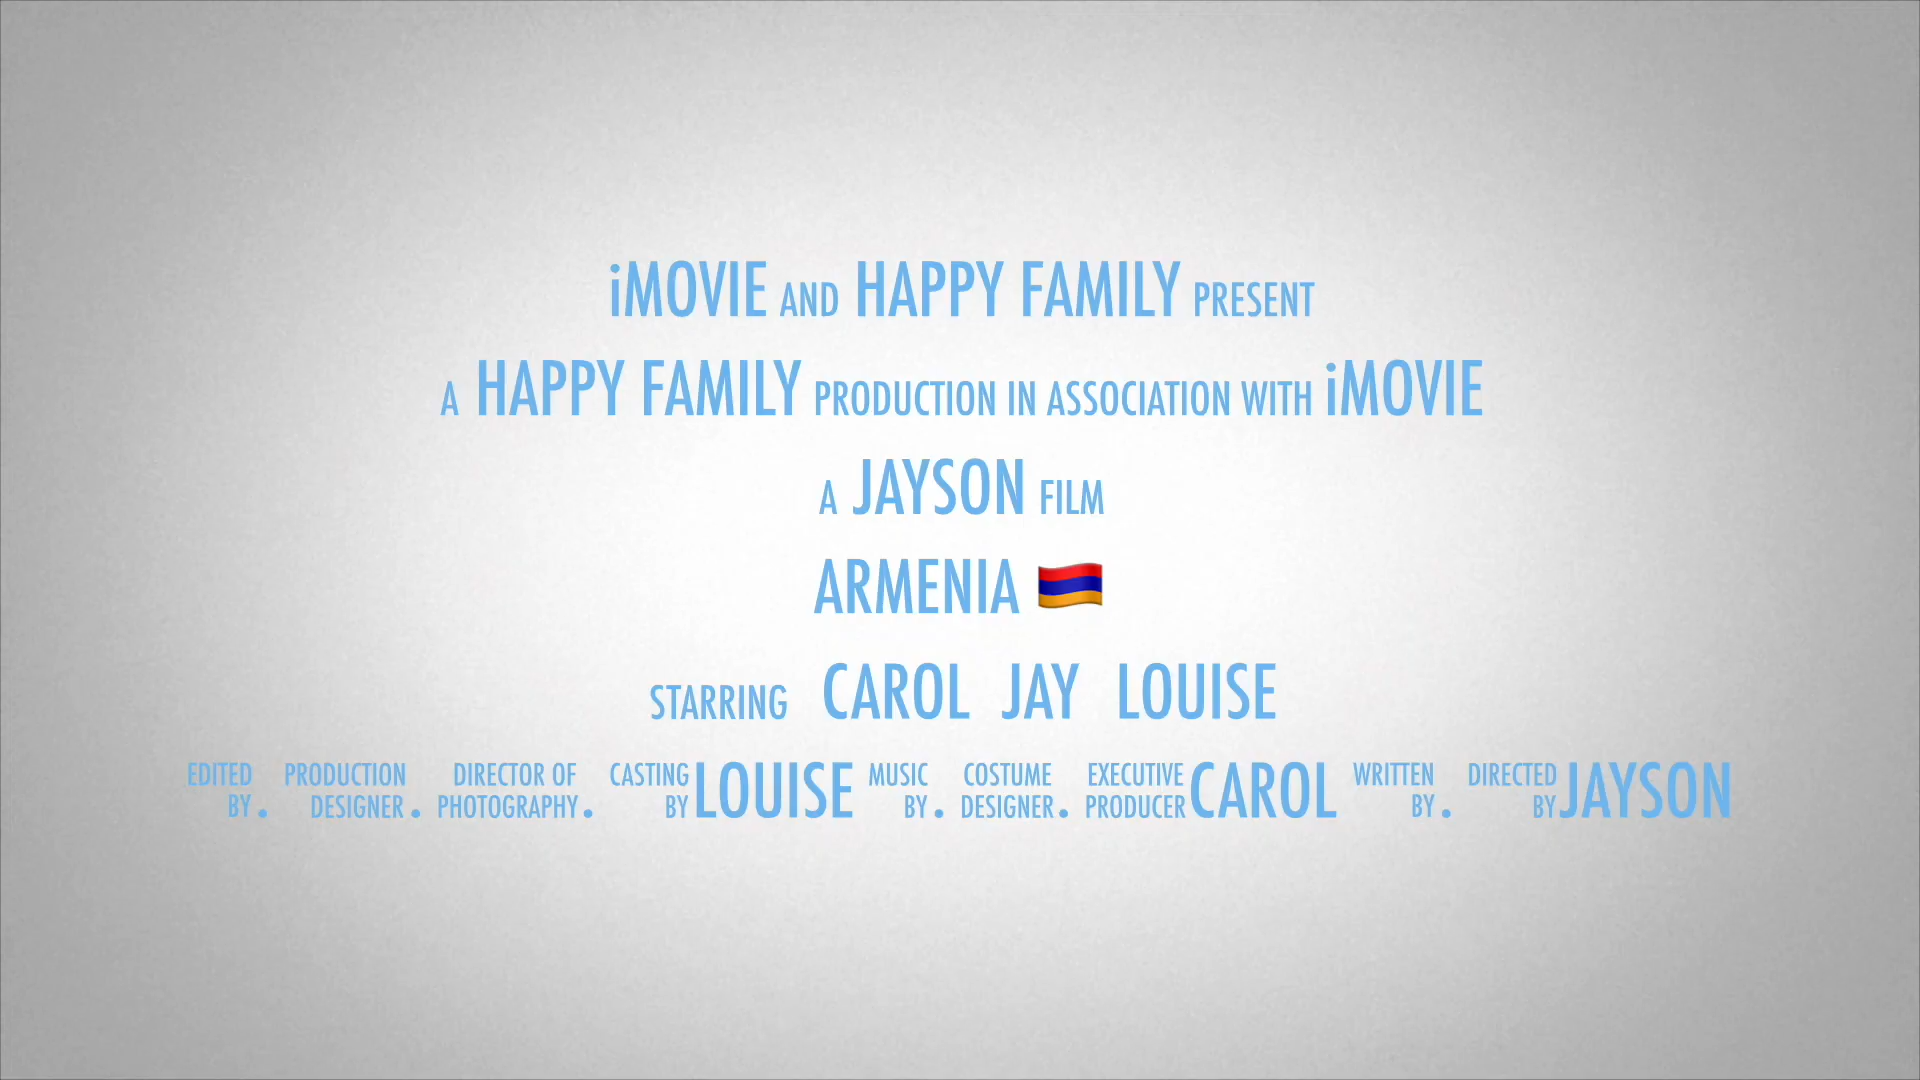 iMOVIE AND HAPPY FAMILY PRESENT
A HAPPY FAMILY PRODUCTION IN ASSOCIATION WITH iMOVIE
A JAYSON FILM
ARMENIA 🇦🇲
STARRING CAROL JAY LOUISE
EDITED BY . PRODUCTION DESIGNER . DIRECTOR OF PHOTOGRAPHY . CASTING BY LOUISE MUSIC BY . COSTUME DESIGNER . EXECUTIVE PRODUCER CAROL WRITTEN BY . DIRECTED BY JAYSON